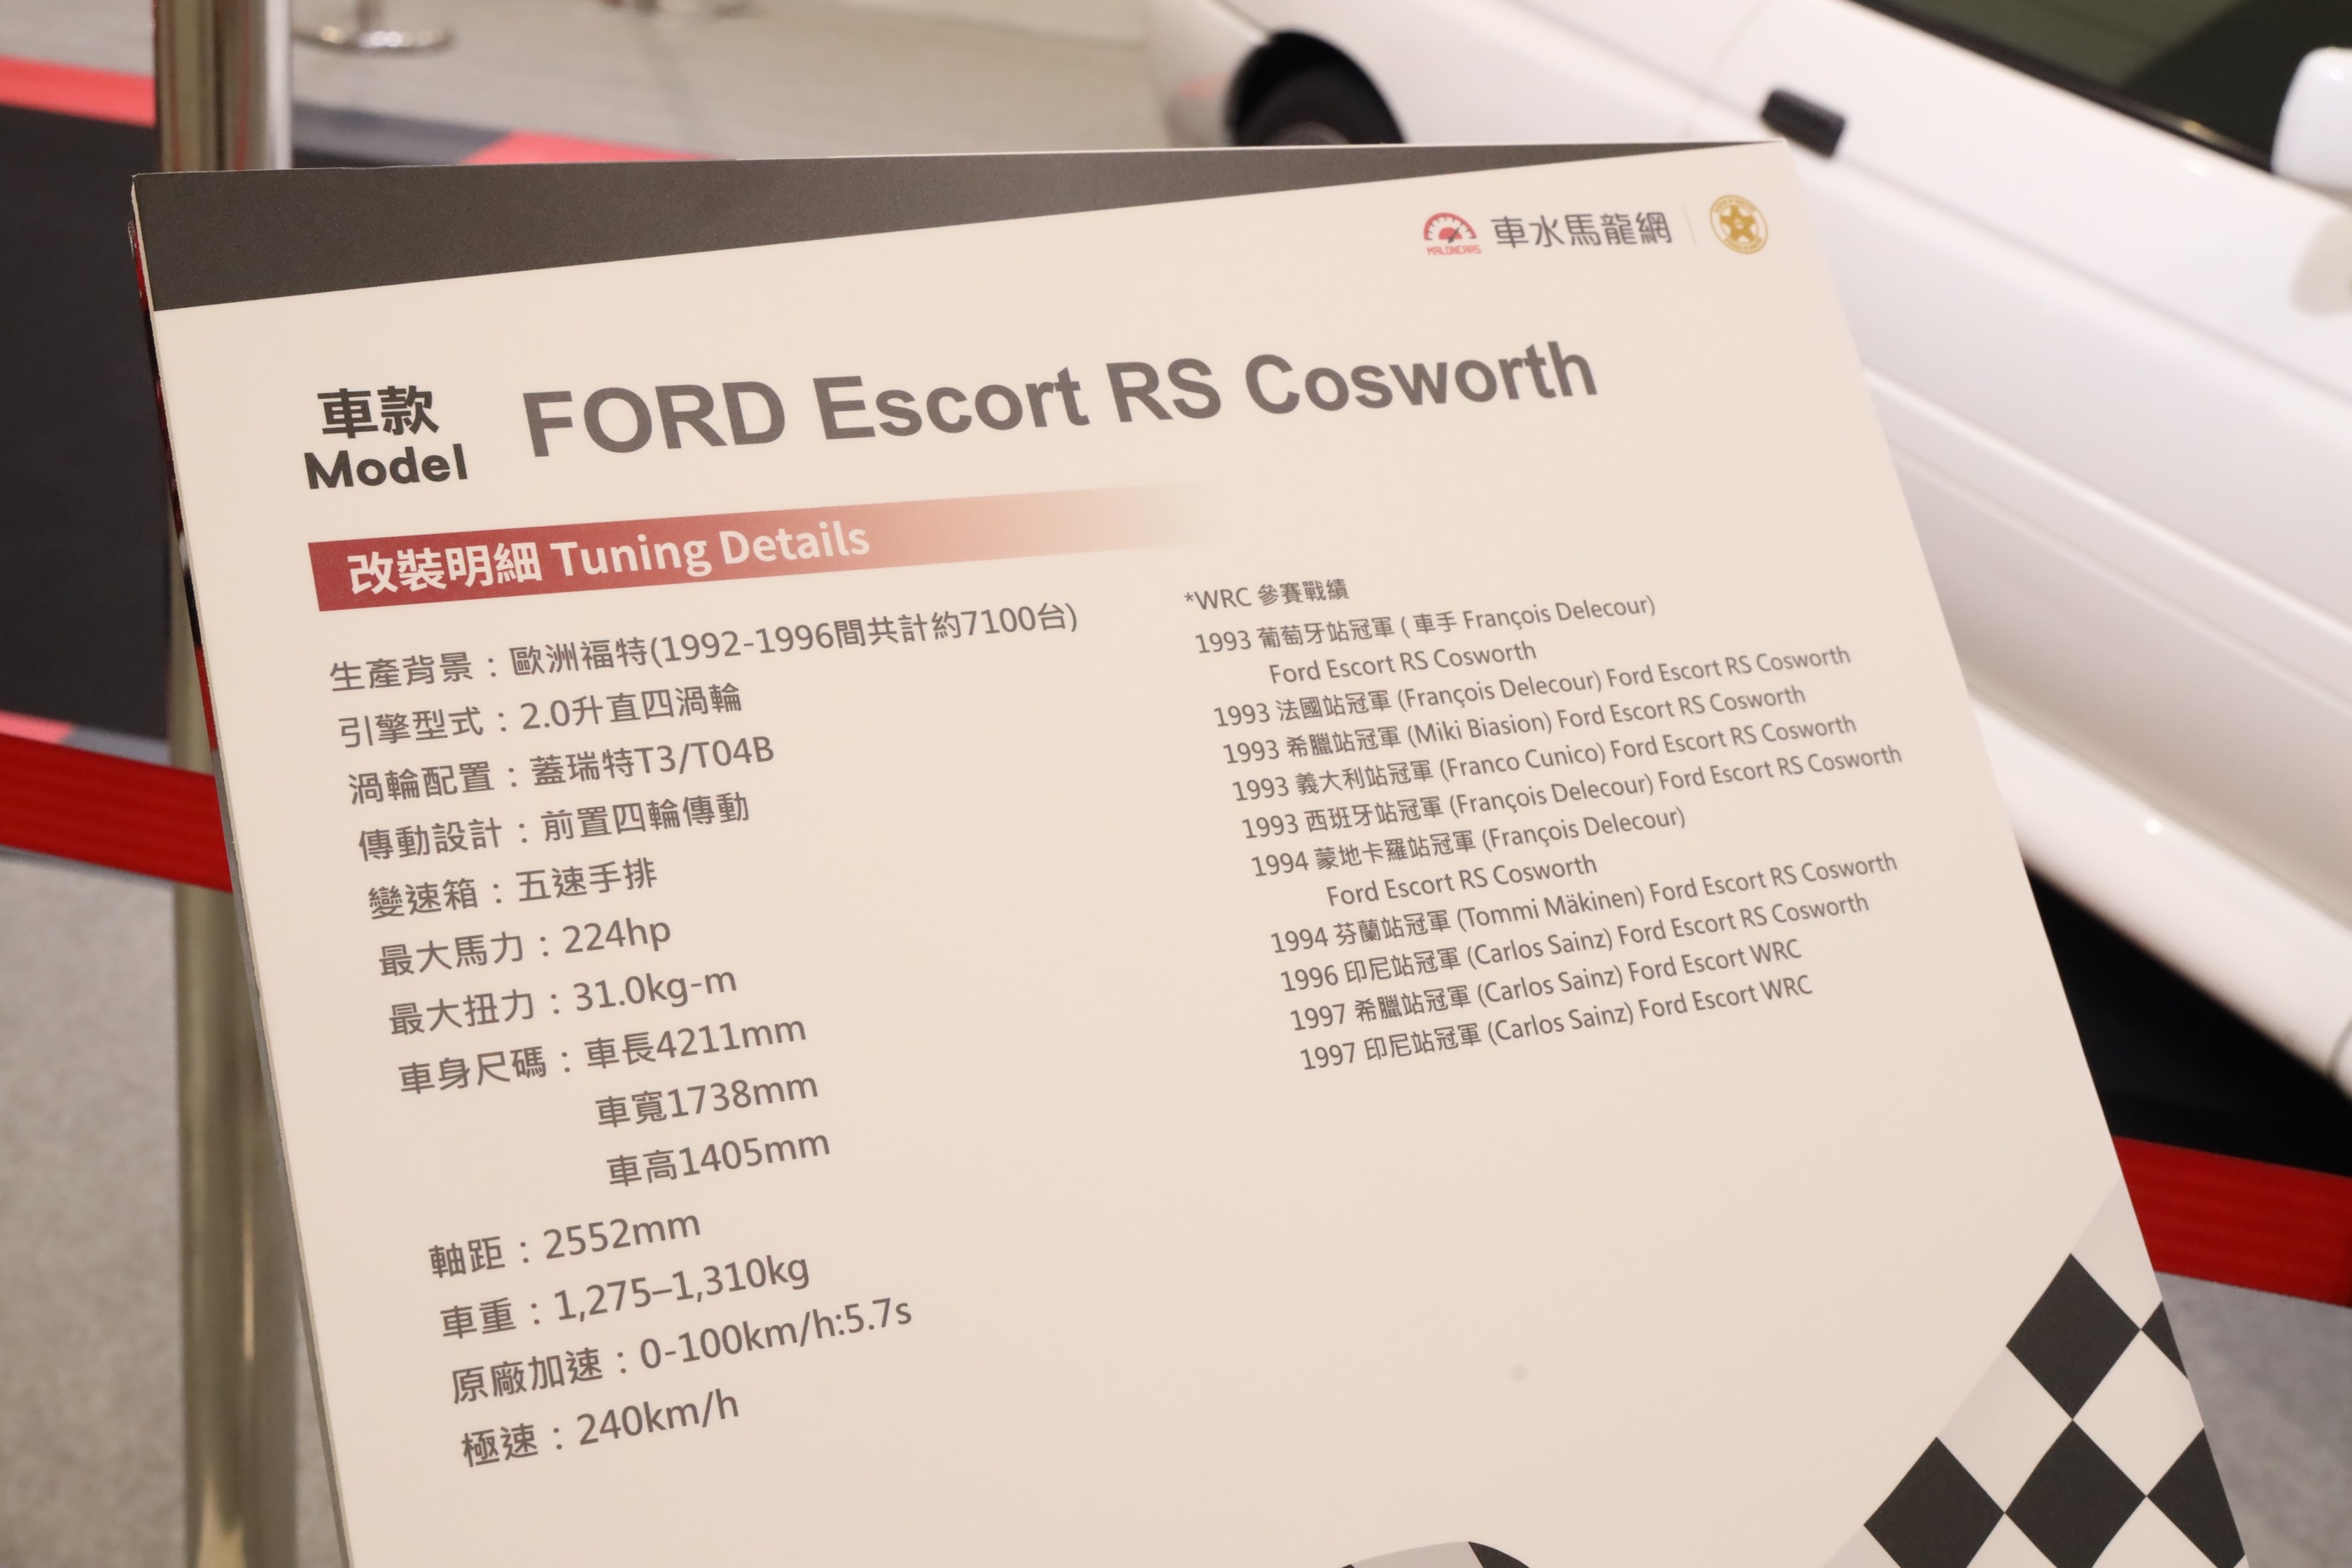 MALONCARS 車水馬龍網
車款
Model
FORD Escort RS Cosworth
改裝明細 Tuning Details
生產背景：歐洲福特(1992-1996間共計約7100台)
引擎型式：2.0升直四渦輪
渦輪配置：蓋瑞特T3/T04B
傳動設計：前置四輪傳動
變速箱：五速手排
最大馬力：224hp
最大扭力：31.0kg-m
車身尺碼：車長4211mm
車寬1738mm
車高1405mm
軸距：2552mm
車重：1,275–1,310kg
原廠加速：0-100km/h:5.7s
極速：240km/h
*WRC 參賽戰績
1993 葡萄牙站冠軍 ( 車手 François Delecour)
Ford Escort RS Cosworth
1993 法國站冠軍 (François Delecour) Ford Escort RS Cosworth
1993 希臘站冠軍 (Miki Biasion) Ford Escort RS Cosworth
1993 義大利站冠軍 (Franco Cunico) Ford Escort RS Cosworth
1993 西班牙站冠軍 (François Delecour) Ford Escort RS Cosworth
1994 蒙地卡羅站冠軍 (François Delecour)
Ford Escort RS Cosworth
1994 芬蘭站冠軍 (Tommi Mäkinen) Ford Escort RS Cosworth
1996 印尼站冠軍 (Carlos Sainz) Ford Escort RS Cosworth
1997 希臘站冠軍 (Carlos Sainz) Ford Escort WRC
1997 印尼站冠軍 (Carlos Sainz) Ford Escort WRC